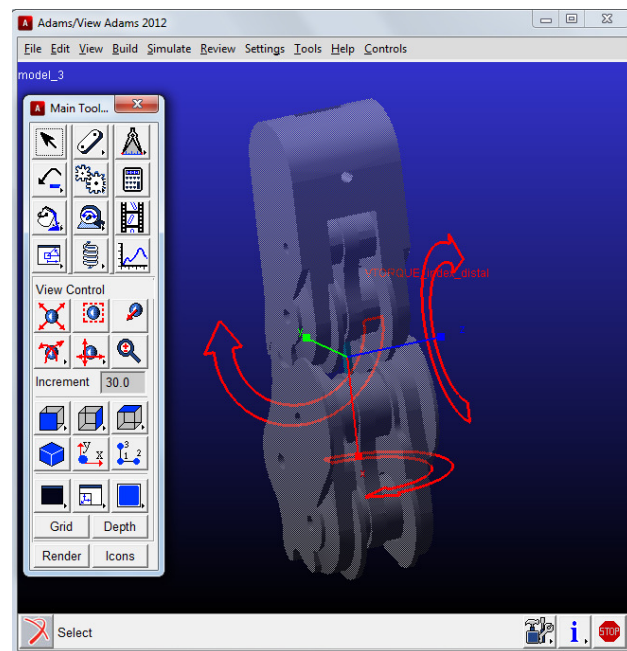 Adams/View Adams 2012
File Edit View Build Simulate Review Settings Tools Help Controls
model_3
Main Tool...
View Control
Increment 30.0
Grid Depth
Render Icons
Select
STOP